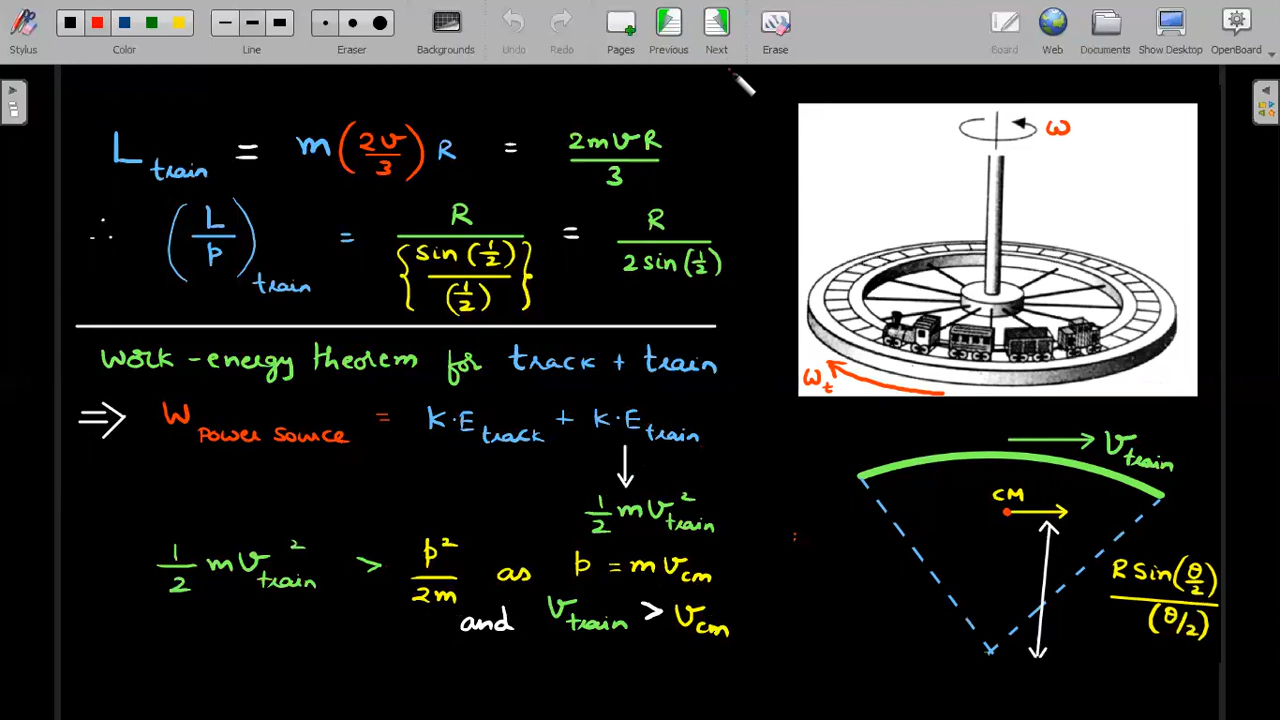 Stylus Color Line Eraser Backgrounds Undo Redo Pages Previous Next Erase Board Web Documents Show Desktop OpenBoard
L_train = m(2v/3)R = 2mvR/3
∴ (L/p)_train = R/{sin(1/2)/(1/2)} = R/2sin(1/2)
Work-energy theorem for track + train
⇒ W_Power Source = K.E_track + K.E_train
↓
1/2 m v²_train
1/2 m v_train² > p²/2m as p = m v_cm
and v_train > v_cm
ω
ω_t
v_train
CM
R Sin(θ/2)/(θ/2)